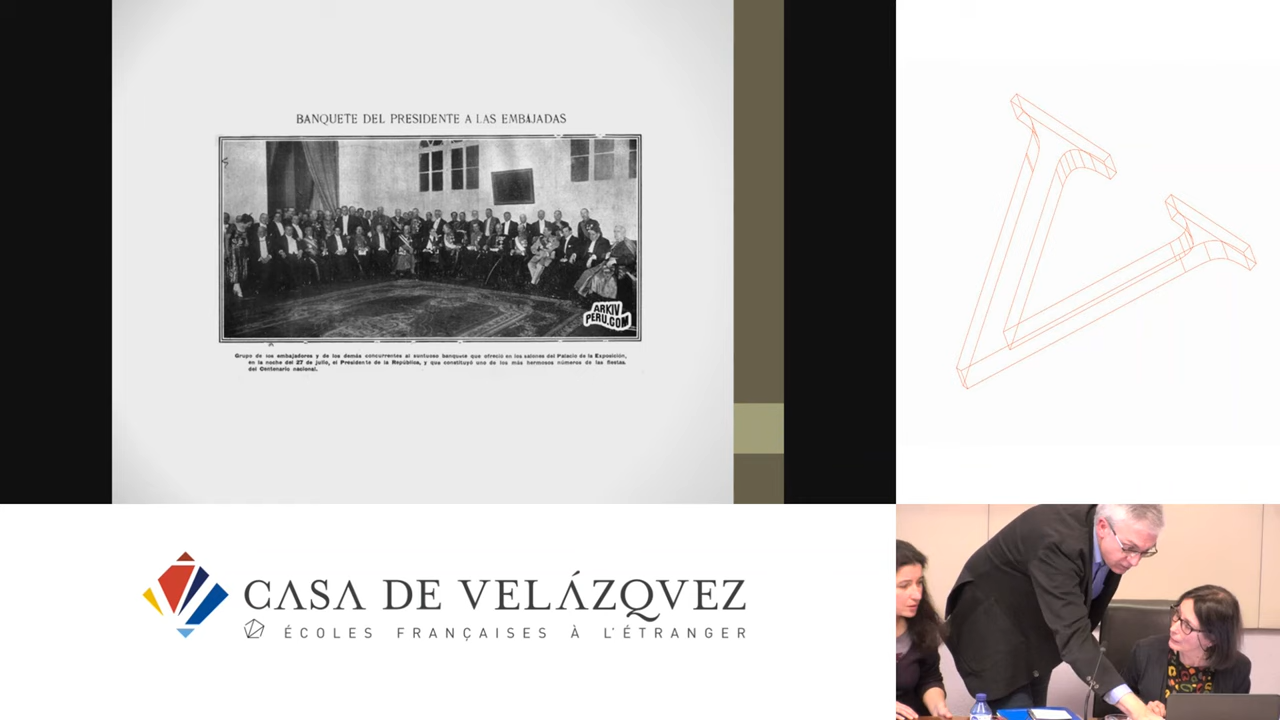 BANQUETE DEL PRESIDENTE A LAS EMBAJADAS
ARKIV
PERU.COM
Grupo de los embajadores y de los demás concurrentes al suntuoso banquete que ofreció en los salones del Palacio de la Exposición,
en la noche del 27 de julio, el Presidente de la República, y que constituyó uno de los más hermosos números de las fiestas
del Centenario nacional.
CASA DE VELÁZQVEZ
ÉCOLES FRANÇAISES À L'ÉTRANGER